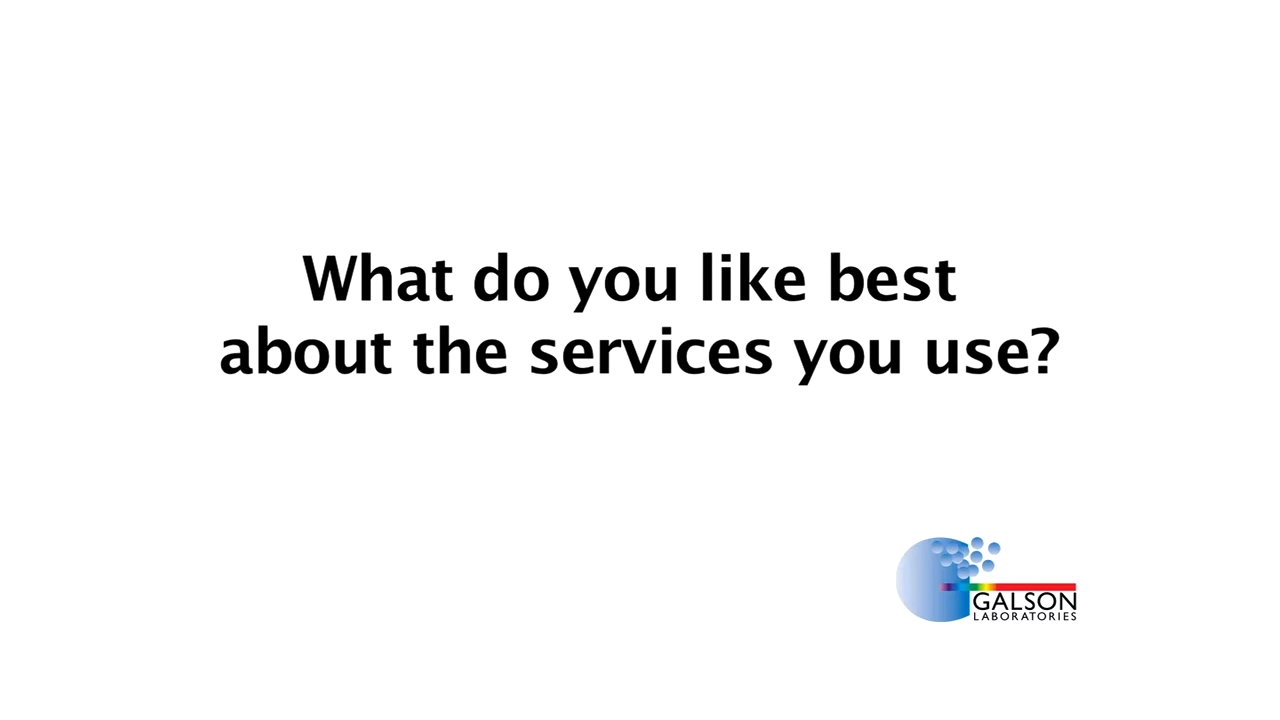 What do you like best
about the services you use?
GALSON
LABORATORIES